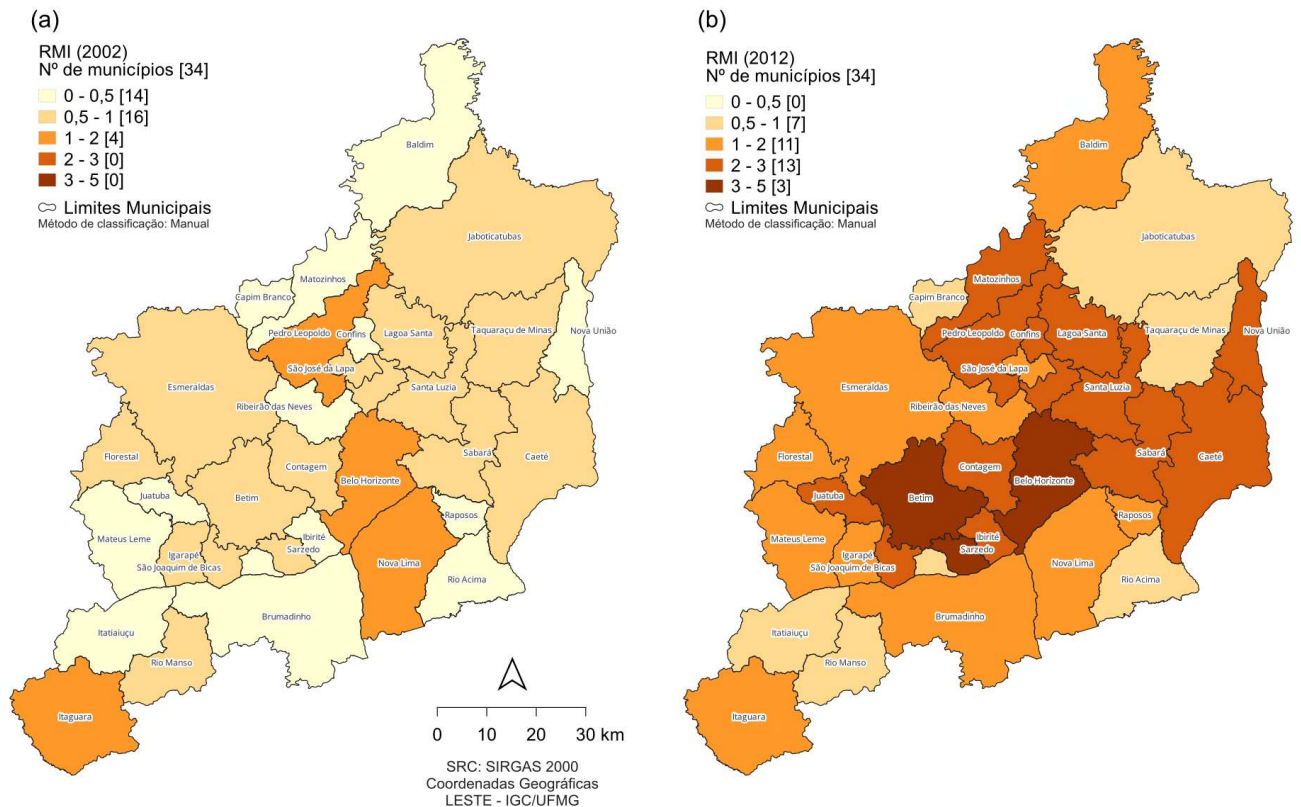 (a)
RMI (2002)
Nº de municípios [34]
0 - 0,5 [14]
0,5 - 1 [16]
1 - 2 [4]
2 - 3 [0]
3 - 5 [0]
Limites Municipais
Método de classificação: Manual
Baldim
Jaboticatubas
Matozinhos
Capim Branco
Pedro Leopoldo
Confins
Lagoa Santa
Taquaraçu de Minas
Nova União
São José da Lapa
Esmeraldas
Santa Luzia
Ribeirão das Neves
Florestal
Contagem
Sabará
Caeté
Belo Horizonte
Juatuba
Betim
Raposos
Mateus Leme
Ibirité
Igarapé
Sarzedo
São Joaquim de Bicas
Nova Lima
Rio Acima
Brumadinho
Itatiaiuçu
Rio Manso
Itaguara
0 10 20 30 km
SRC: SIRGAS 2000
Coordenadas Geográficas
LESTE - IGC/UFMG
(b)
RMI (2012)
Nº de municípios [34]
0 - 0,5 [0]
0,5 - 1 [7]
1 - 2 [11]
2 - 3 [13]
3 - 5 [3]
Limites Municipais
Método de classificação: Manual
Baldim
Jaboticatubas
Matozinhos
Capim Branco
Pedro Leopoldo
Confins
Lagoa Santa
Taquaraçu de Minas
Nova União
São José da Lapa
Esmeraldas
Santa Luzia
Ribeirão das Neves
Florestal
Contagem
Sabará
Caeté
Belo Horizonte
Juatuba
Betim
Raposos
Mateus Leme
Ibirité
Igarapé
Sarzedo
São Joaquim de Bicas
Nova Lima
Rio Acima
Brumadinho
Itatiaiuçu
Rio Manso
Itaguara